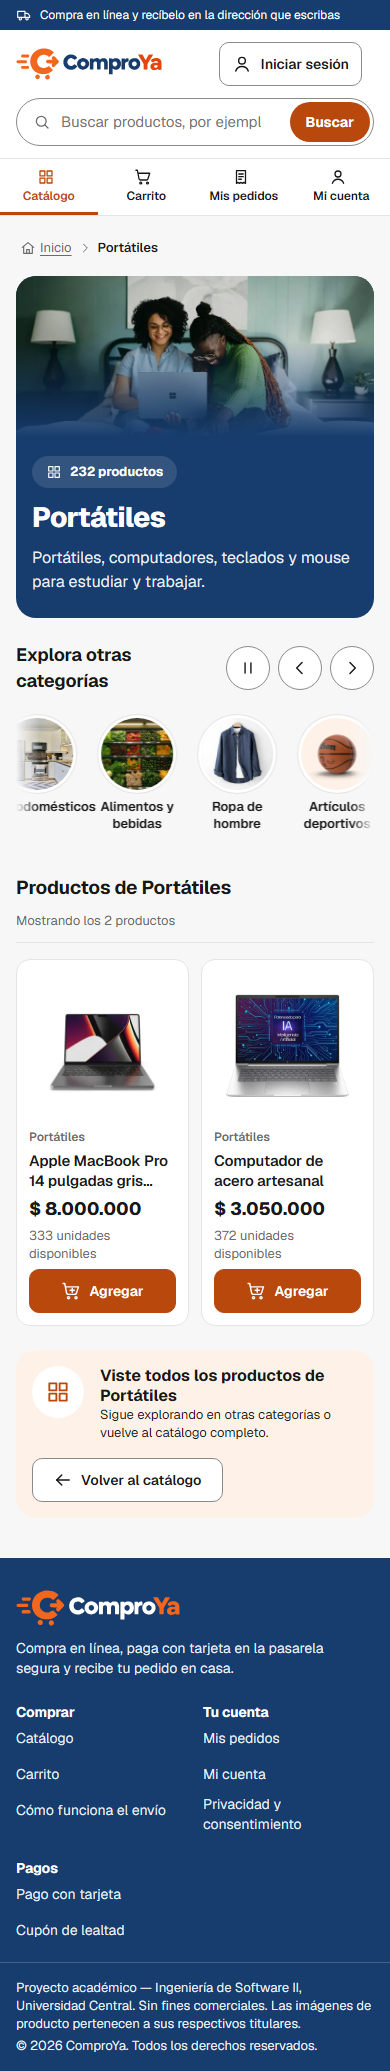 Compra en línea y recíbelo en la dirección que escribas
ComproYa
Iniciar sesión
Buscar productos, por ejempl
Buscar
Catálogo
Carrito
Mis pedidos
Mi cuenta
Inicio
Portátiles
232 productos
Portátiles
Portátiles, computadores, teclados y mouse
para estudiar y trabajar.
Explora otras
categorías
odomésticos
Alimentos y
bebidas
Ropa de
hombre
Artículos
deportivos
Productos de Portátiles
Mostrando los 2 productos
Portátiles
Apple MacBook Pro
14 pulgadas gris...
$ 8.000.000
333 unidades
disponibles
Agregar
IA
Portátiles
Computador de
acero artesanal
$ 3.050.000
372 unidades
disponibles
Agregar
Viste todos los productos de
Portátiles
Sigue explorando en otras categorías o
vuelve al catálogo completo.
Volver al catálogo
ComproYa
Compra en línea, paga con tarjeta en la pasarela
segura y recibe tu pedido en casa.
Comprar
Catálogo
Carrito
Cómo funciona el envío
Tu cuenta
Mis pedidos
Mi cuenta
Privacidad y
consentimiento
Pagos
Pago con tarjeta
Cupón de lealtad
Proyecto académico — Ingeniería de Software II,
Universidad Central. Sin fines comerciales. Las imágenes de
producto pertenecen a sus respectivos titulares.
© 2026 ComproYa. Todos los derechos reservados.